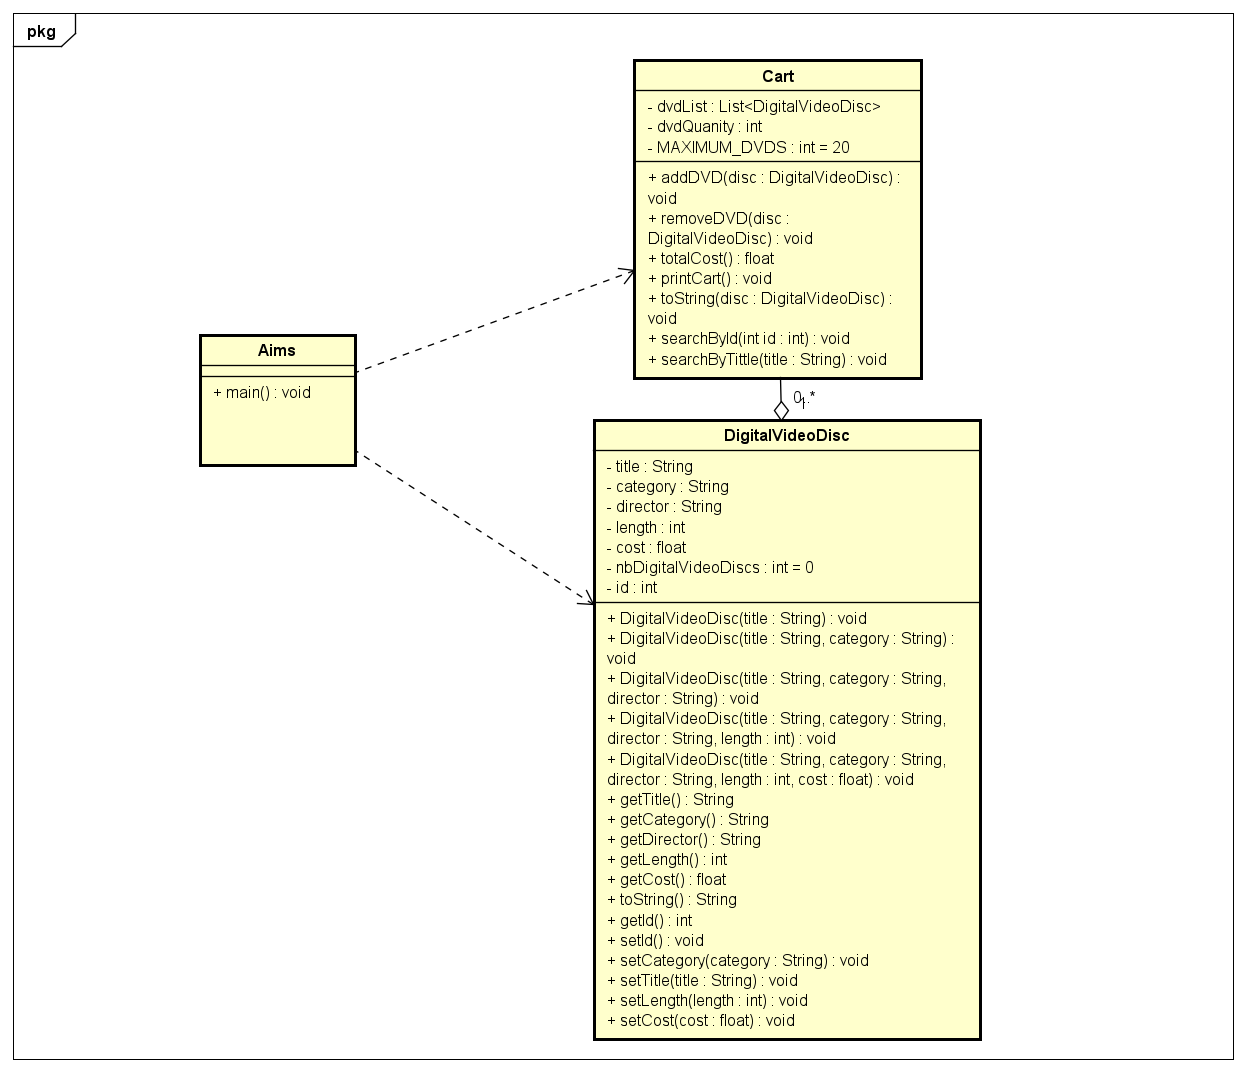 pkg
Cart
- dvdList : List<DigitalVideoDisc>
- dvdQuanity : int
- MAXIMUM_DVDS : int = 20
+ addDVD(disc : DigitalVideoDisc) :
void
+ removeDVD(disc :
DigitalVideoDisc) : void
+ totalCost() : float
+ printCart() : void
+ toString(disc : DigitalVideoDisc) :
void
+ searchById(int id : int) : void
+ searchByTittle(title : String) : void
Aims
+ main() : void
0..*
1
DigitalVideoDisc
- title : String
- category : String
- director : String
- length : int
- cost : float
- nbDigitalVideoDiscs : int = 0
- id : int
+ DigitalVideoDisc(title : String) : void
+ DigitalVideoDisc(title : String, category : String) :
void
+ DigitalVideoDisc(title : String, category : String,
director : String) : void
+ DigitalVideoDisc(title : String, category : String,
director : String, length : int) : void
+ DigitalVideoDisc(title : String, category : String,
director : String, length : int, cost : float) : void
+ getTitle() : String
+ getCategory() : String
+ getDirector() : String
+ getLength() : int
+ getCost() : float
+ toString() : String
+ getId() : int
+ setId() : void
+ setCategory(category : String) : void
+ setTitle(title : String) : void
+ setLength(length : int) : void
+ setCost(cost : float) : void